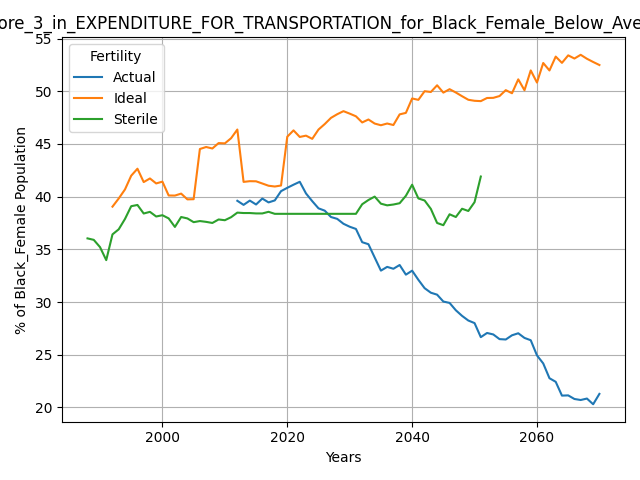 ore_3_in_EXPENDITURE_FOR_TRANSPORTATION_for_Black_Female_Below_Ave
Fertility
Actual
Ideal
Sterile
55
50
45
40
35
30
25
20
% of Black_Female Population
2000 2020 2040 2060
Years